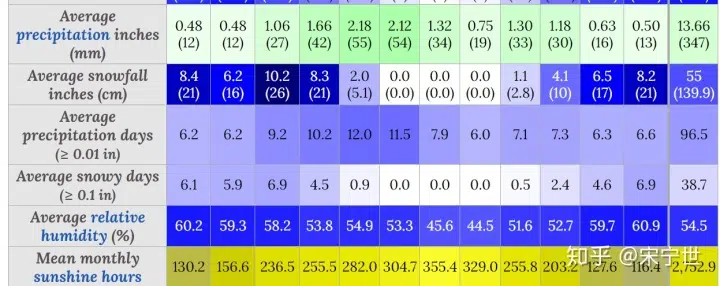 Average precipitation inches (mm) 0.48 (12) 0.48 (12) 1.06 (27) 1.66 (42) 2.18 (55) 2.12 (54) 1.32 (34) 0.75 (19) 1.30 (33) 1.18 (30) 0.63 (16) 0.50 (13) 13.66 (347)
Average snowfall inches (cm) 8.4 (21) 6.2 (16) 10.2 (26) 8.3 (21) 2.0 (5.1) 0.0 (0.0) 0.0 (0.0) 0.0 (0.0) 1.1 (2.8) 4.1 (10) 6.5 (17) 8.2 (21) 55 (139.9)
Average precipitation days (≥ 0.01 in) 6.2 6.2 9.2 10.2 12.0 11.5 7.9 6.0 7.1 7.3 6.3 6.6 96.5
Average snowy days (≥ 0.1 in) 6.1 5.9 6.9 4.5 0.9 0.0 0.0 0.0 0.5 2.4 4.6 6.9 38.7
Average relative humidity (%) 60.2 59.3 58.2 53.8 54.9 53.3 45.6 44.5 51.6 52.7 59.7 60.9 54.5
Mean monthly sunshine hours 130.2 156.6 236.5 255.5 282.0 304.7 355.4 329.0 255.8 203.2 127.6 116.4 2,752.9
知乎 @宋宁世